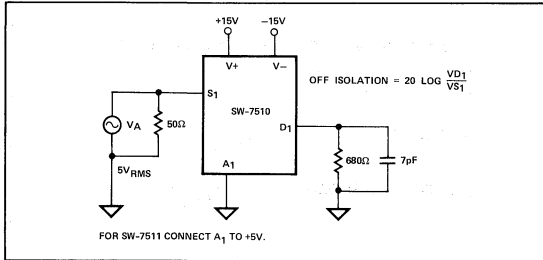 +15V
−15V
V+
V−
OFF ISOLATION = 20 LOG VD1
VS1
S1
SW-7510
VA
50Ω
D1
680Ω
7pF
5VRMS
A1
FOR SW-7511 CONNECT A1 TO +5V.